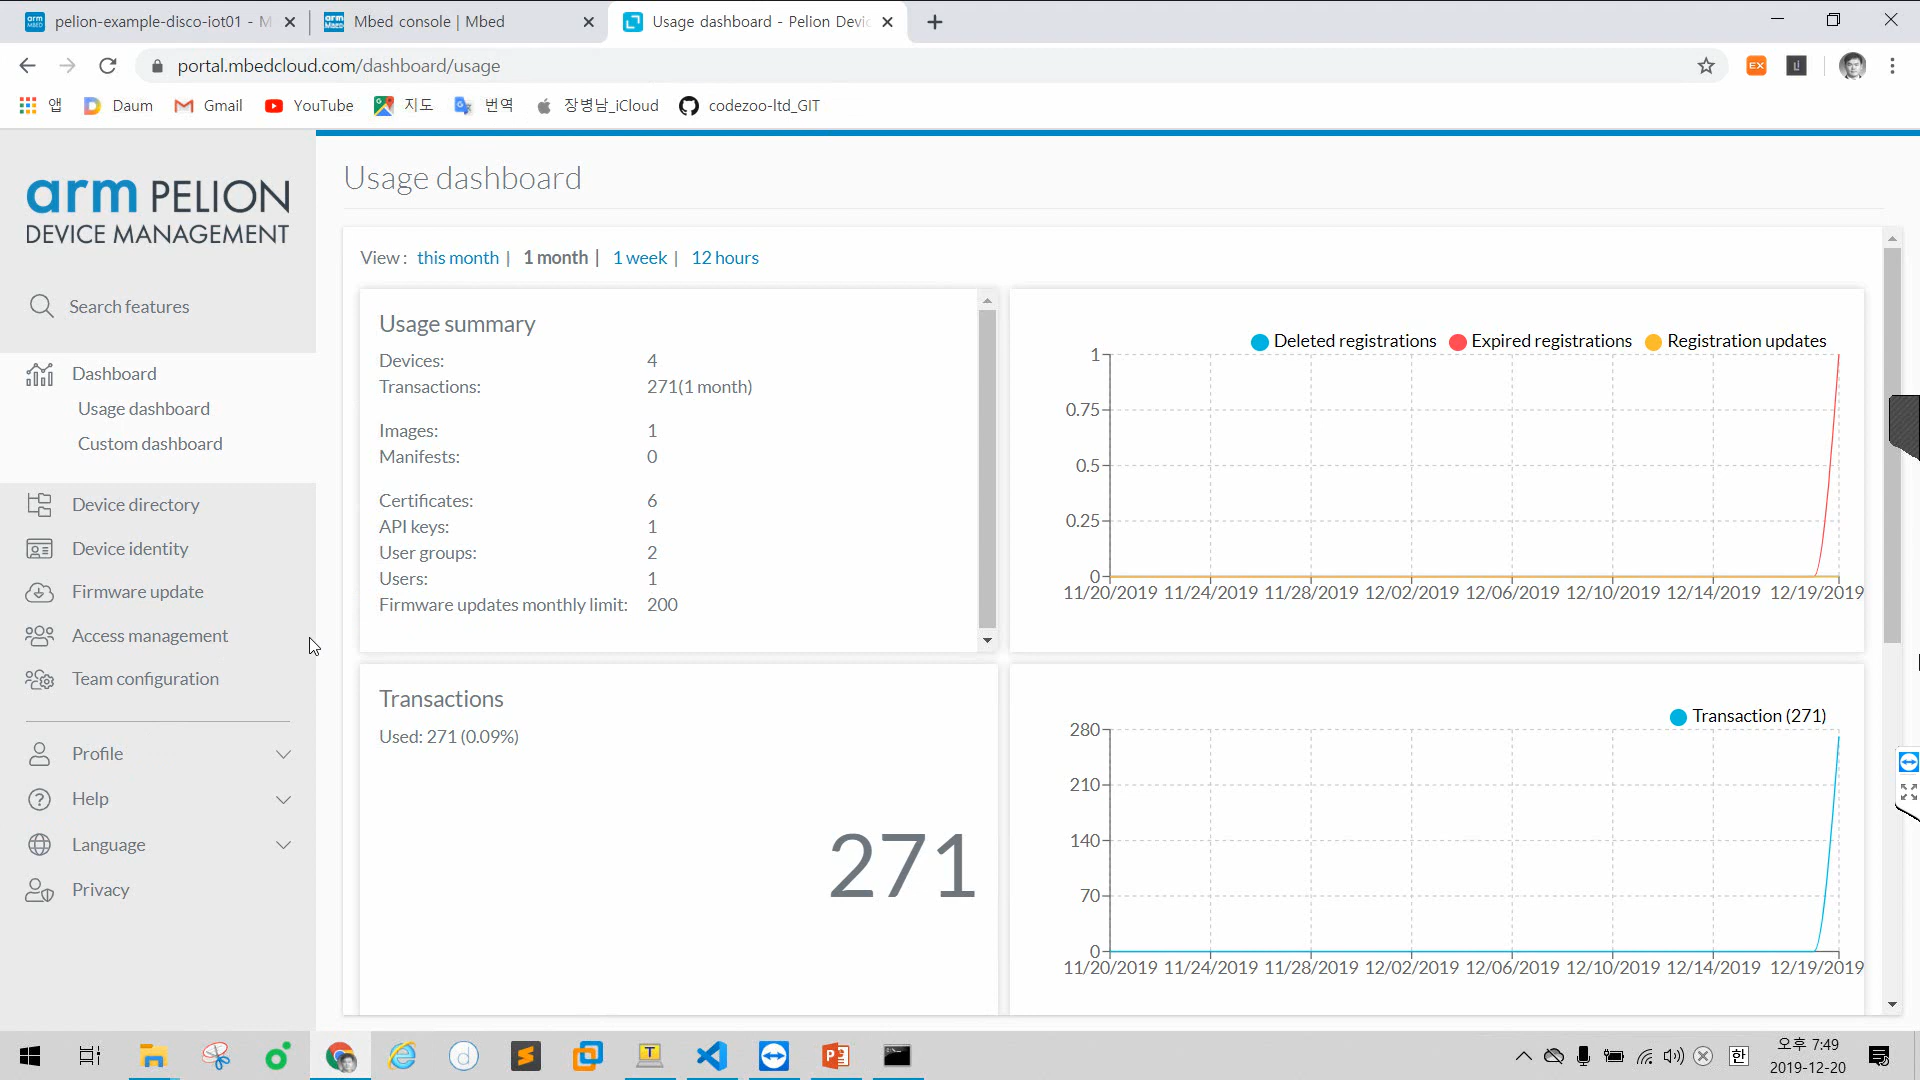 pelion-example-disco-iot01 - M
Mbed console | Mbed
Usage dashboard - Pelion Devic
portal.mbedcloud.com/dashboard/usage
앱
Daum
Gmail
YouTube
지도
번역
장병남_iCloud
codezoo-ltd_GIT
arm PELION
DEVICE MANAGEMENT
Search features
Dashboard
Usage dashboard
Custom dashboard
Device directory
Device identity
Firmware update
Access management
Team configuration
Profile
Help
Language
Privacy
Usage dashboard
View : this month | 1 month | 1 week | 12 hours
Usage summary
Devices: 4
Transactions: 271(1 month)
Images: 1
Manifests: 0
Certificates: 6
API keys: 1
User groups: 2
Users: 1
Firmware updates monthly limit: 200
Deleted registrations Expired registrations Registration updates
1
0.75
0.5
0.25
0
11/20/2019 11/24/2019 11/28/2019 12/02/2019 12/06/2019 12/10/2019 12/14/2019 12/19/2019
Transactions
Used: 271 (0.09%)
271
Transaction (271)
280
210
140
70
0
11/20/2019 11/24/2019 11/28/2019 12/02/2019 12/06/2019 12/10/2019 12/14/2019 12/19/2019
한
오후 7:49
2019-12-20